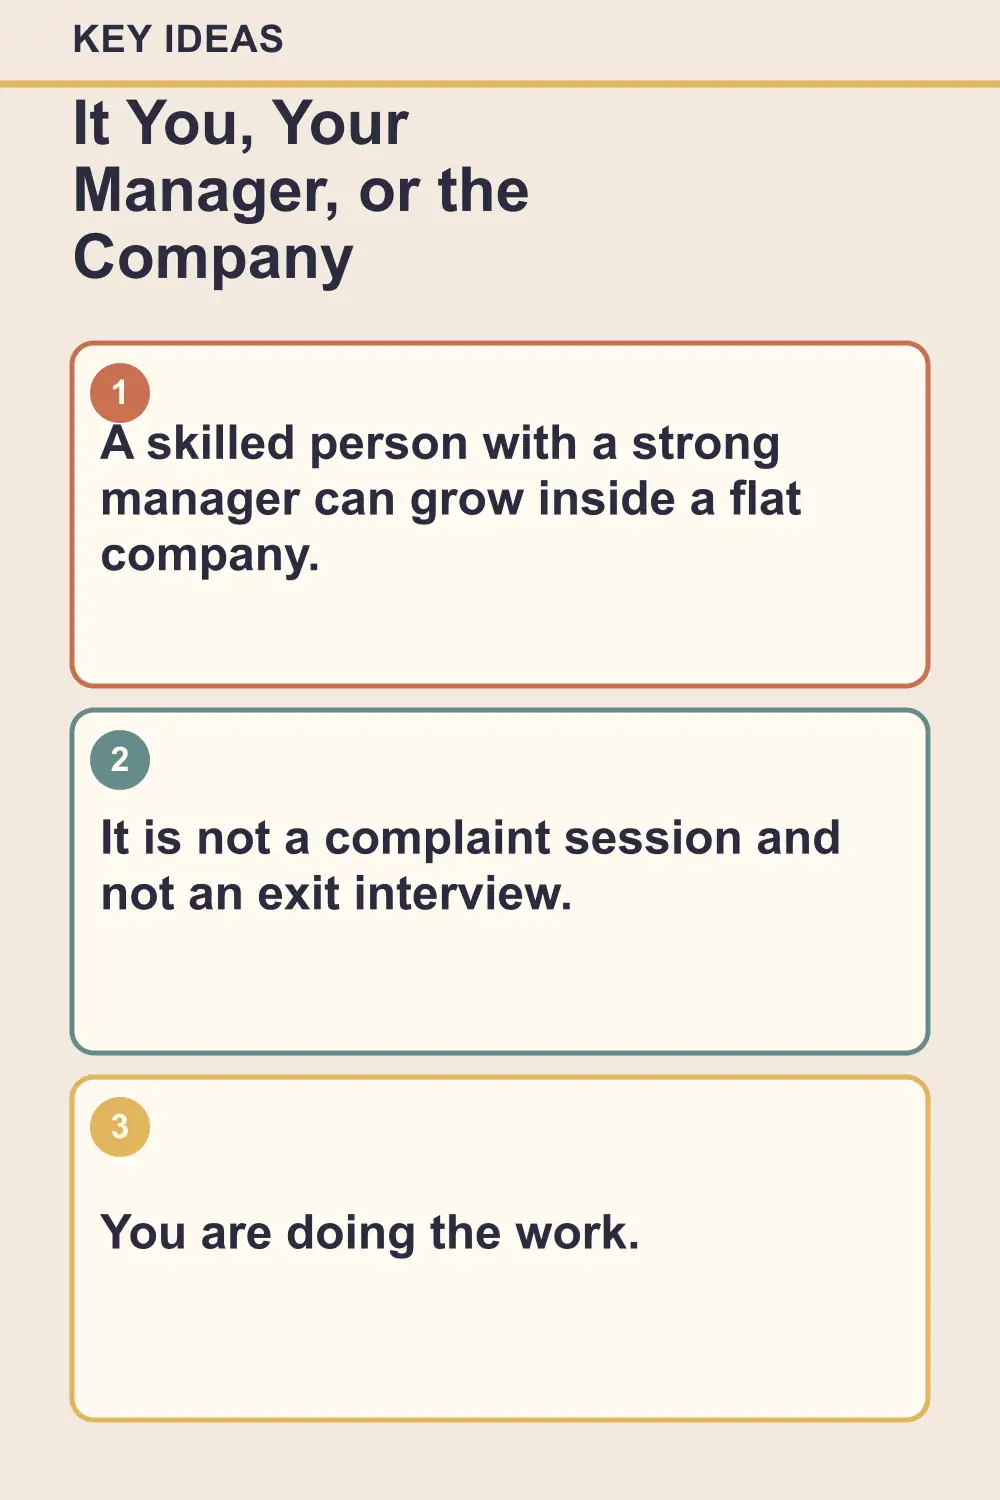 KEY IDEAS
It You, Your
Manager, or the
Company
1
A skilled person with a strong
manager can grow inside a flat
company.
2
It is not a complaint session and
not an exit interview.
3
You are doing the work.